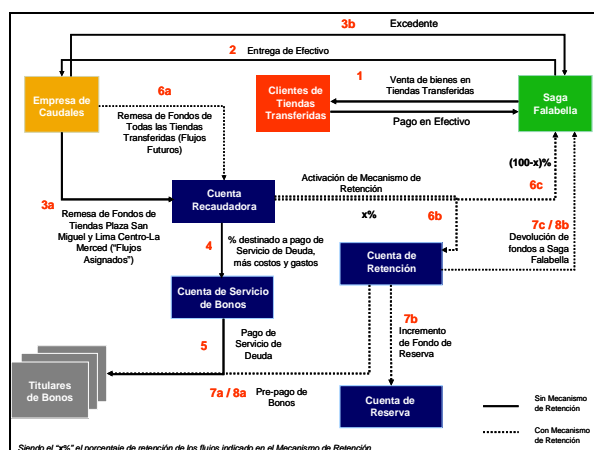 3b
Excedente
2
Entrega de Efectivo
Empresa de
Caudales
6a
Remesa de Fondos de
Todas las Tiendas
Transferidas (Flujos
Futuros)
Clientes de
Tiendas
Transferidas
1
Venta de bienes en
Tiendas Transferidas
Pago en Efectivo
Saga
Falabella
(100-x)%
3a
Remesa de Fondos de
Tiendas Plaza San
Miguel y Lima Centro-La
Merced ("Flujos
Asignados")
Cuenta
Recaudadora
Activación de Mecanismo de
Retención
x%
6b
6c
7c / 8b
Devolución de
fondos a Saga
Falabella
4
% destinado a pago de
Servicio de Deuda,
más costos y gastos
Cuenta de
Retención
Cuenta de Servicio
de Bonos
5
Pago de
Servicio de
Deuda
7b
Incremento
de Fondo de
Reserva
Titulares
de Bonos
7a / 8a
Pre-pago de
Bonos
Cuenta de
Reserva
Sin Mecanismo
de Retención
Con Mecanismo
de Retención
Siendo el "x%" el porcentaje de retención de los flujos indicado en el Mecanismo de Retención